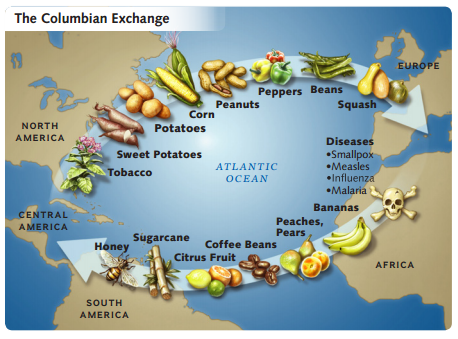 The Columbian Exchange
EUROPE
Peppers
Beans
Squash
Peanuts
Corn
Potatoes
NORTH
AMERICA
Sweet Potatoes
Tobacco
ATLANTIC
OCEAN
Diseases
•Smallpox
•Measles
•Influenza
•Malaria
Bananas
CENTRAL
AMERICA
Honey
Sugarcane
Citrus Fruit
Coffee Beans
Peaches,
Pears
AFRICA
SOUTH
AMERICA